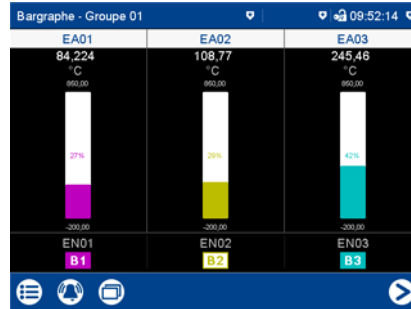 Bargraphe - Groupe 01 09:52:14
EA01 EA02 EA03
84,224 108,77 245,46
°C °C °C
850,00 850,00 850,00
27% 29% 42%
-200,00 -200,00 -200,00
EN01 EN02 EN03
B1 B2 B3